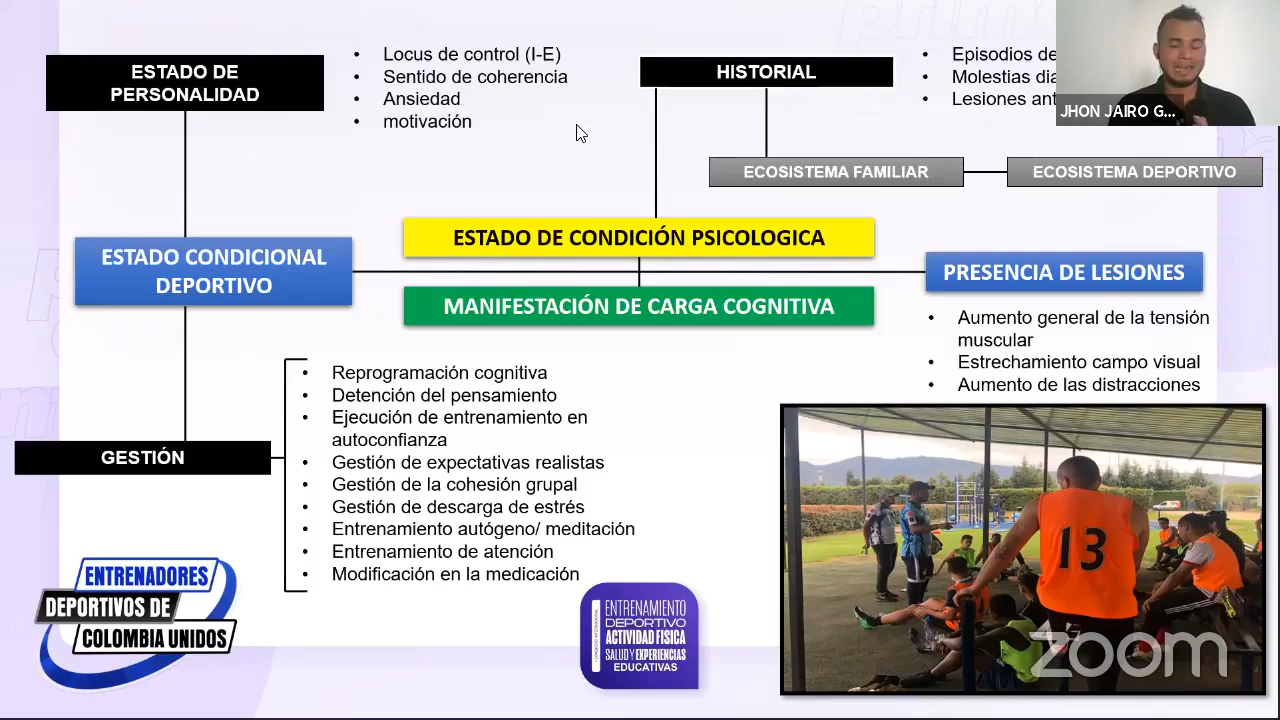 ESTADO DE
PERSONALIDAD
• Locus de control (I-E)
• Sentido de coherencia
• Ansiedad
• motivación
HISTORIAL
• Episodios de
• Molestias
• Lesiones
JHON JAIRO G...
ECOSISTEMA FAMILIAR
ECOSISTEMA DEPORTIVO
ESTADO DE CONDICIÓN PSICOLOGICA
ESTADO CONDICIONAL
DEPORTIVO
PRESENCIA DE LESIONES
MANIFESTACIÓN DE CARGA COGNITIVA
• Aumento general de la tensión
muscular
• Estrechamiento campo visual
• Aumento de las distracciones
GESTIÓN
• Reprogramación cognitiva
• Detención del pensamiento
• Ejecución de entrenamiento en
autoconfianza
• Gestión de expectativas realistas
• Gestión de la cohesión grupal
• Gestión de descarga de estrés
• Entrenamiento autógeno/ meditación
• Entrenamiento de atención
• Modificación en la medicación
ENTRENADORES
DEPORTIVOS DE
COLOMBIA UNIDOS
ENTRENAMIENTO
DEPORTIVO
ACTIVIDAD FÍSICA
SALUD Y EXPERIENCIAS
EDUCATIVAS
13
zoom